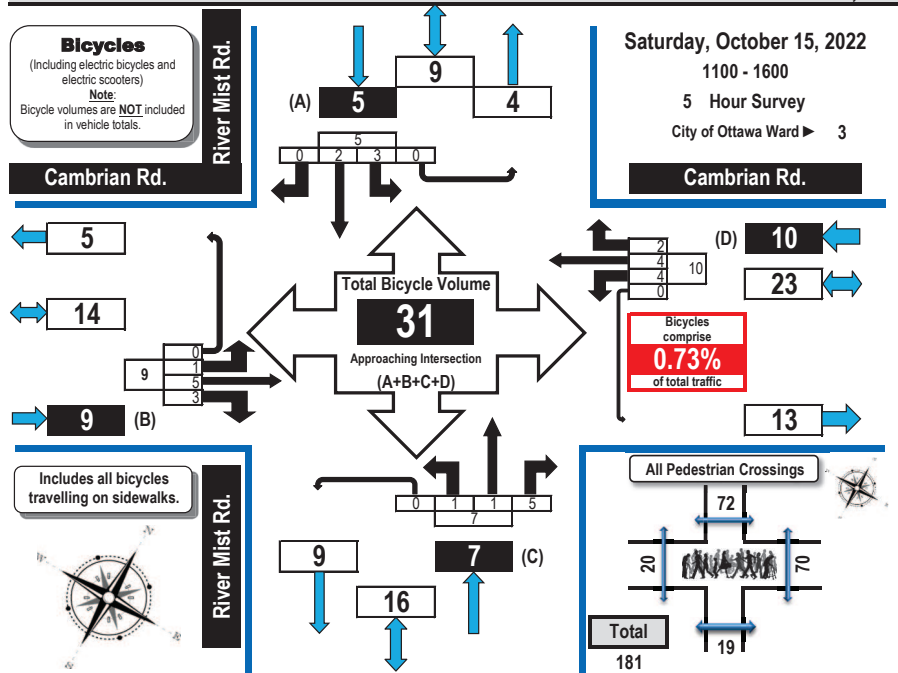 Bicycles
(Including electric bicycles and
electric scooters)
Note:
Bicycle volumes are NOT included
in vehicle totals.
River Mist Rd.
Cambrian Rd.
9
(A) 5
4
5
0 2 3 0
Saturday, October 15, 2022
1100 - 1600
5 Hour Survey
City of Ottawa Ward ► 3
Cambrian Rd.
5
14
9
0
1
5
3
9 (B)
Total Bicycle Volume
31
Approaching Intersection
(A+B+C+D)
2
4
4
0
10
(D) 10
23
Bicycles
comprise
0.73%
of total traffic
13
Includes all bicycles
travelling on sidewalks.
River Mist Rd.
N
0 1 1 5
7
9
7 (C)
16
All Pedestrian Crossings
72
20
70
19
Total
181